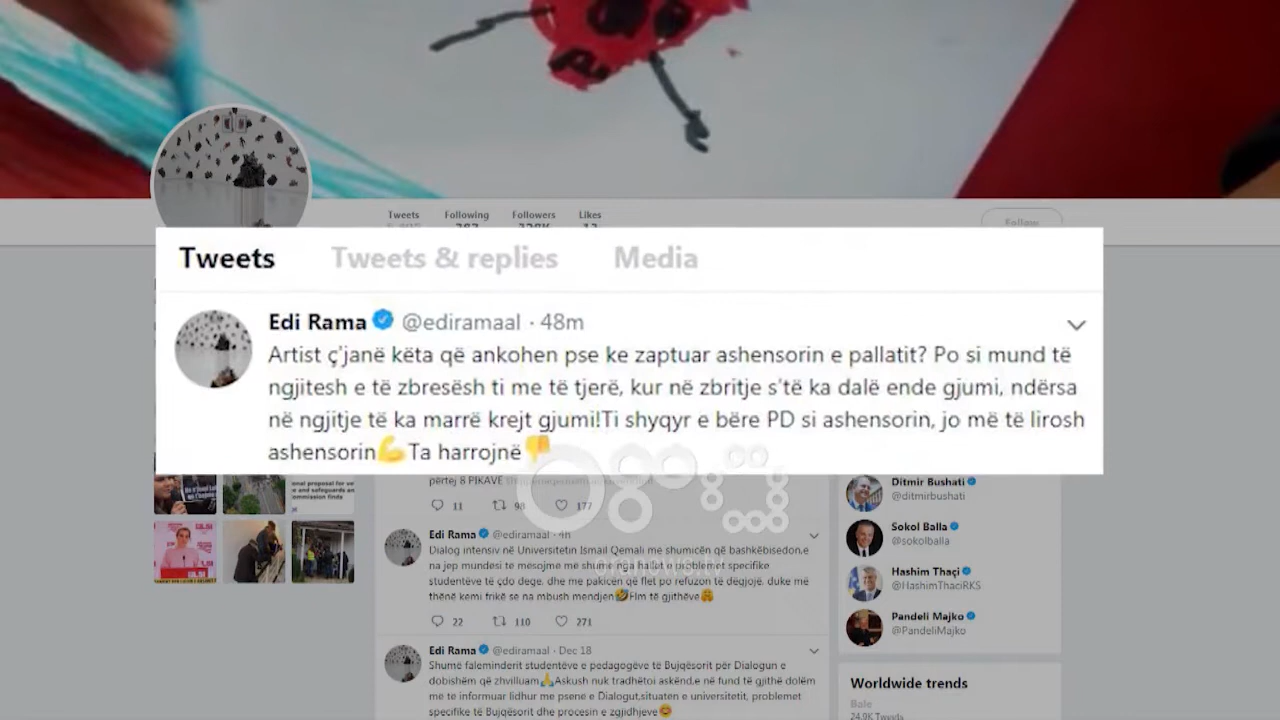 Tweets Following Followers Likes
Follow
Tweets Tweets & replies Media
Edi Rama @ediramaal · 48m
Artist ç'janë këta që ankohen pse ke zaptuar ashensorin e pallatit? Po si mund të
ngjitesh e të zbresësh ti me të tjerë, kur në zbritje s'të ka dalë ende gjumi, ndërsa
në ngjitje të ka marrë krejt gjumi!Ti shyqyr e bëre PD si ashensorin, jo më të lirosh
ashensorin💪Ta harrojnë👎
përtej 8 PIKAVE
11 98 177
Edi Rama @ediramaal · 4h
Dialog intensiv në Universitetin Ismail Qemali me shumicën që bashkëbisedon,e
na jep mundësi të mësojmë me shumë nga hallet e problemet specifike
studentëve të çdo dege, dhe me pakicën që flet po refuzon të dëgjojë, duke më
thënë kemi frikë se na mbush mendjen🤣Flm të gjithëve🤗
22 110 271
Edi Rama @ediramaal · Dec 18
Shumë faleminderit studentëve e pedagogëve të Bujqësorit për Dialogun e
dobishëm që zhvilluam🙏Askush nuk tradhëtoi askënd,e në fund të gjithë dolëm
më të informuar lidhur me psenë e Dialogut,situatën e universitetit, problemet
specifike të Bujqësorit dhe procesin e zgjidhjeve😊
Ditmir Bushati
@ditmirbushati
Sokol Balla
@sokolballa
Hashim Thaçi
@HashimThaciRKS
Pandeli Majko
@PandeliMajko
Worldwide trends
Bale
24.9K Tweets